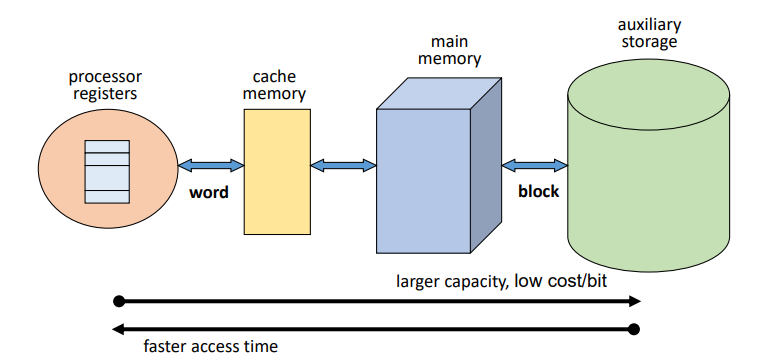 processor
registers
cache
memory
main
memory
auxiliary
storage
word
block
larger capacity, low cost/bit
faster access time